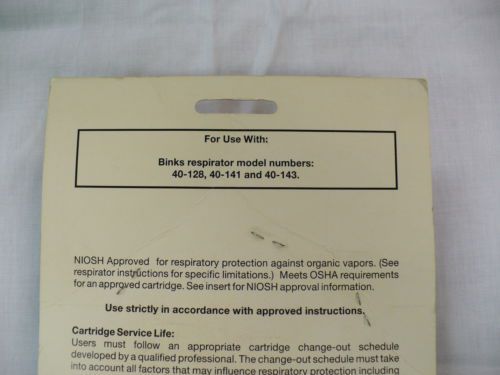 For Use With:
Binks respirator model numbers:
40-128, 40-141 and 40-143.
NIOSH Approved for respiratory protection against organic vapors. (See
respirator instructions for specific limitations.) Meets OSHA requirements
for an approved cartridge. See insert for NIOSH approval information.
Use strictly in accordance with approved instructions.
Cartridge Service Life:
Users must follow an appropriate cartridge change-out schedule
developed by a qualified professional. The change-out schedule must take
into account all factors that may influence respiratory protection including